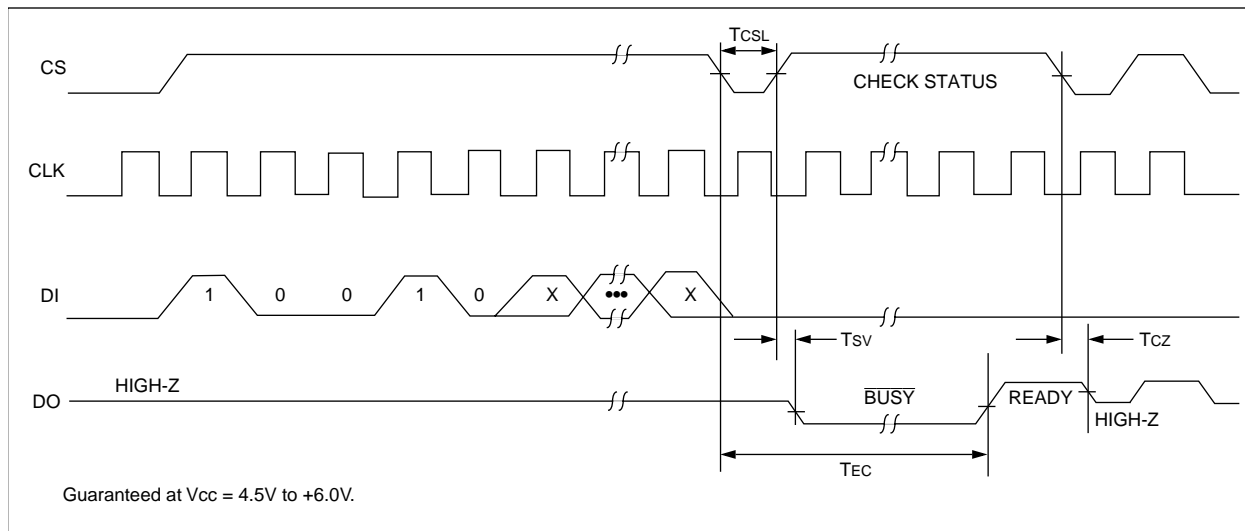 TCSL
CS
CHECK STATUS
CLK
DI
1 0 0 1 0 X ••• X
TSV
TCZ
HIGH-Z
DO
BUSY
READY
HIGH-Z
TEC
Guaranteed at Vcc = 4.5V to +6.0V.